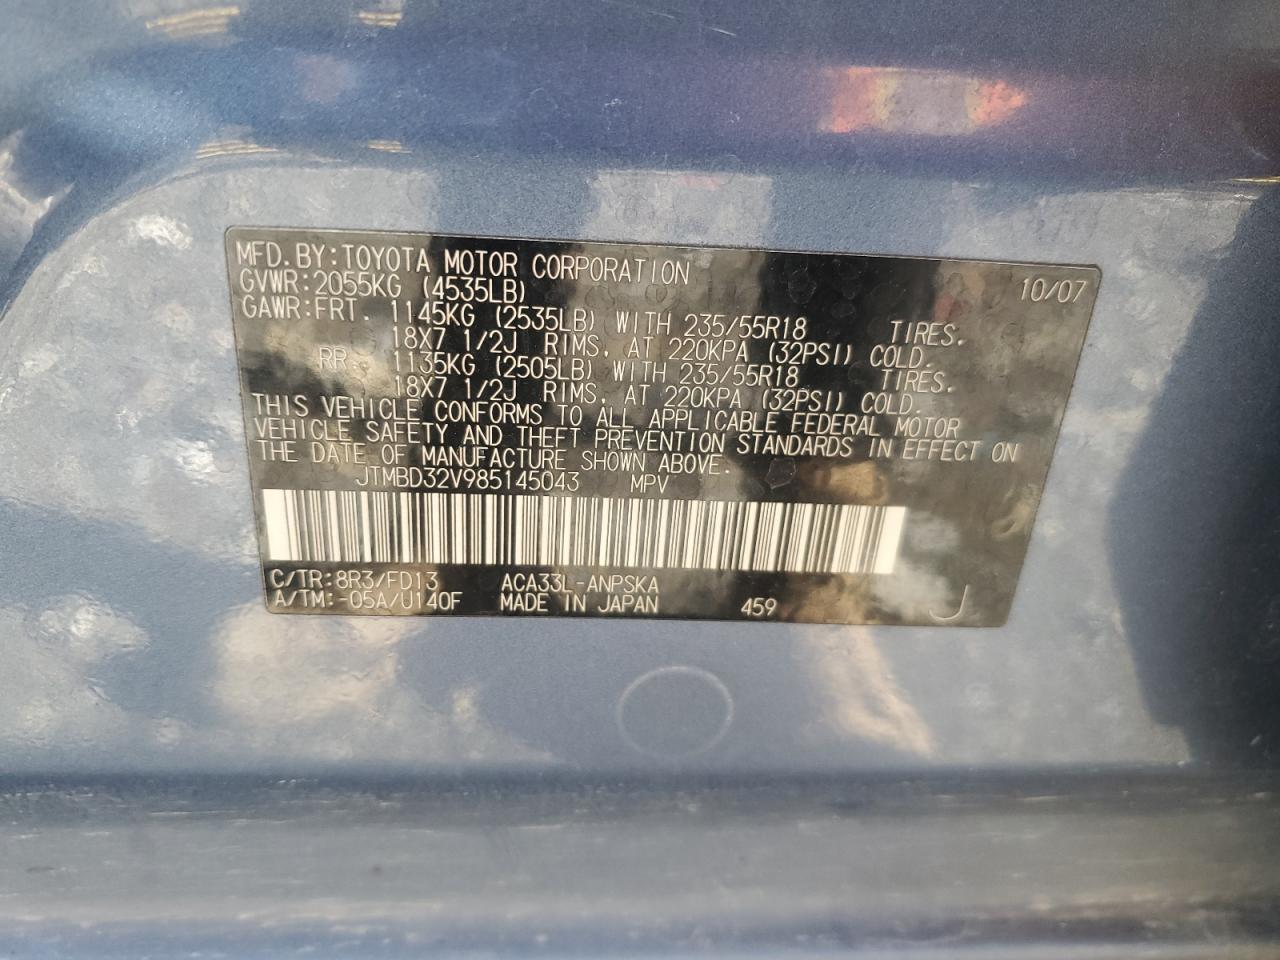 MFD.BY:TOYOTA MOTOR CORPORATION 10/07
GVWR:2055KG (4535LB)
GAWR:FRT. 1145KG (2535LB) WITH 235/55R18 TIRES.
18X7 1/2J RIMS, AT 220KPA (32PSI) COLD.
RR. 1135KG (2505LB) WITH 235/55R18 TIRES.
18X7 1/2J RIMS, AT 220KPA (32PSI) COLD.
THIS VEHICLE CONFORMS TO ALL APPLICABLE FEDERAL MOTOR
VEHICLE SAFETY AND THEFT PREVENTION STANDARDS IN EFFECT ON
THE DATE OF MANUFACTURE SHOWN ABOVE.
JTMBD32V985145043 MPV
C/TR:8R3/FD13 ACA33L-ANPSKA
A/TM:-05A/U140F MADE IN JAPAN 459 J